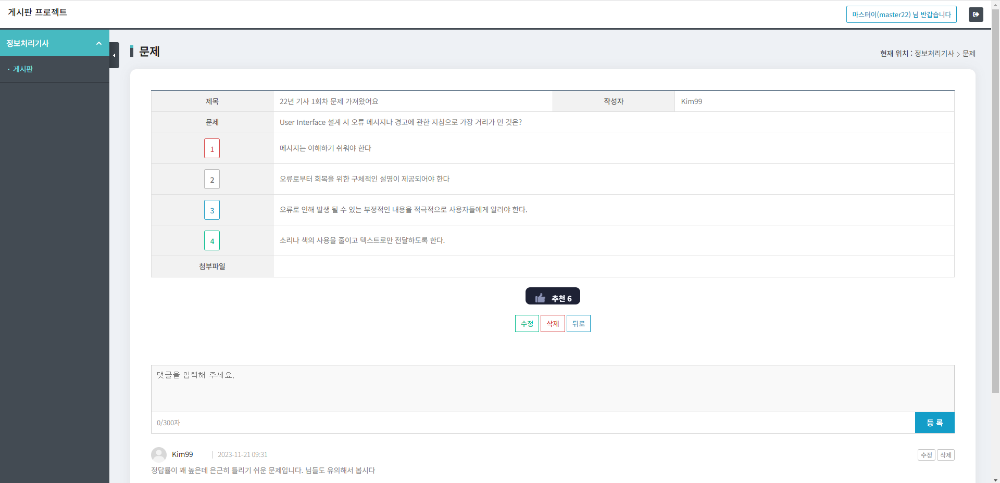 게시판 프로젝트
마스터이(master22) 님 반갑습니다
정보처리기사
- 게시판
문제
현재 위치 : 정보처리기사 > 문제
제목 22년 기사 1회차 문제 가져왔어요 작성자 Kim99
문제 User Interface 설계 시 오류 메시지나 경고에 관한 지침으로 가장 거리가 먼 것은?
1 메시지는 이해하기 쉬워야 한다
2 오류로부터 회복을 위한 구체적인 설명이 제공되어야 한다
3 오류로 인해 발생 될 수 있는 부정적인 내용을 적극적으로 사용자들에게 알려야 한다.
4 소리나 색의 사용을 줄이고 텍스트로만 전달하도록 한다.
첨부파일
추천 6
수정 삭제 뒤로
댓글을 입력해 주세요.
0/300자 등 록
Kim99 | 2023-11-21 09:31 수정 삭제
정답률이 꽤 높은데 은근히 틀리기 쉬운 문제입니다. 님들도 유의해서 봅시다